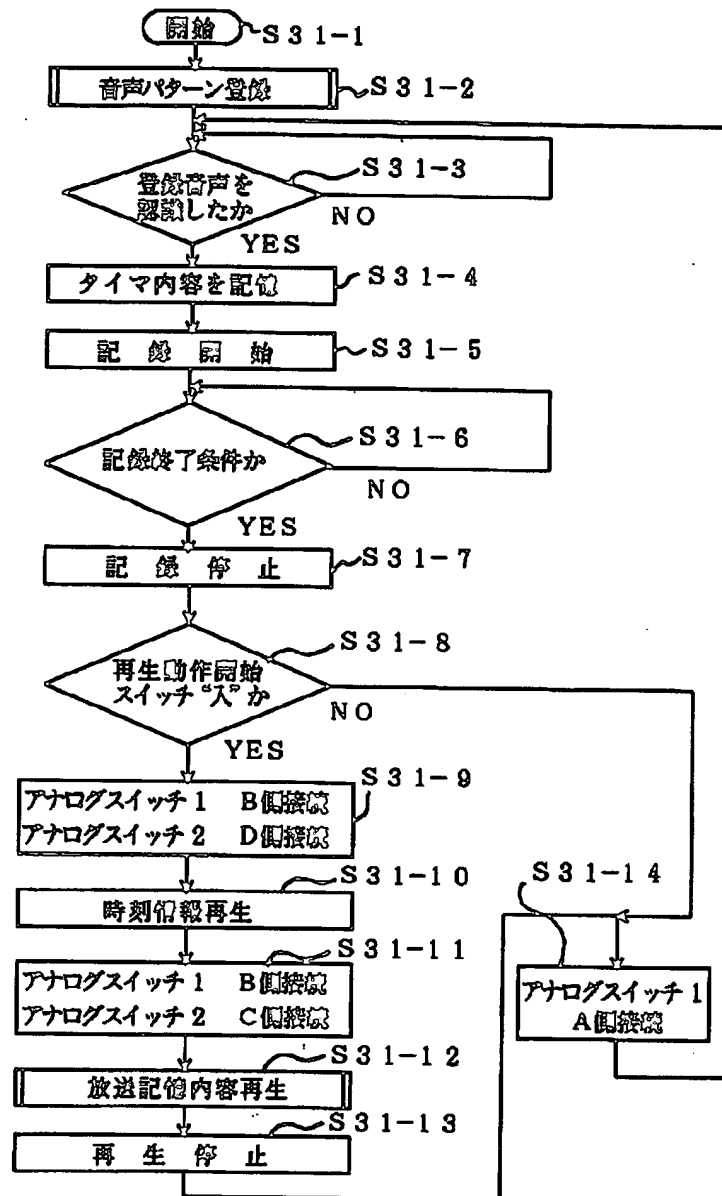 開始
S31-1
音声パターン登録
S31-2
登録音声を
認識したか
S31-3
NO
YES
タイマ内容を記憶
S31-4
記録開始
S31-5
記録終了条件か
S31-6
NO
YES
記録停止
S31-7
再生動作開始
スイッチ“入”か
S31-8
NO
YES
アナログスイッチ1 B側接続
アナログスイッチ2 D側接続
S31-9
時刻情報再生
S31-10
アナログスイッチ1 B側接続
アナログスイッチ2 C側接続
S31-11
放送記憶内容再生
S31-12
再生停止
S31-13
S31-14
アナログスイッチ1
A側接続